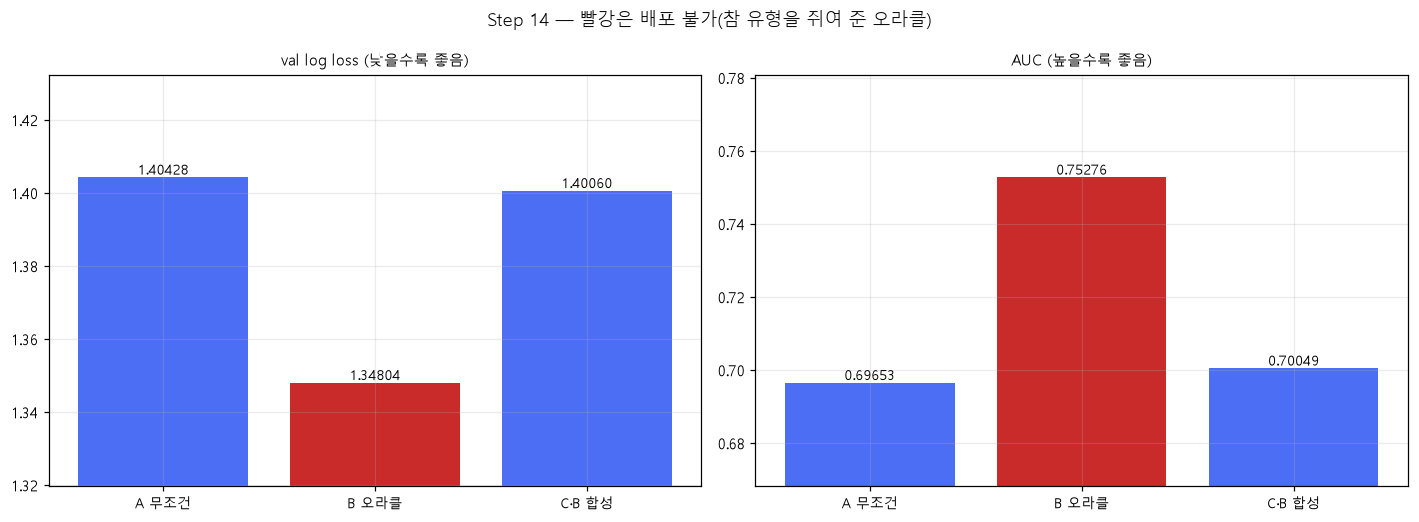 Step 14 — 빨강은 배포 불가(참 유형을 쥐여 준 오라클)
val log loss (낮을수록 좋음)
1.42
1.40
1.38
1.36
1.34
1.32
1.40428
1.34804
1.40060
A 무조건
B 오라클
C·B 합성
AUC (높을수록 좋음)
0.78
0.76
0.74
0.72
0.70
0.68
0.69653
0.75276
0.70049
A 무조건
B 오라클
C·B 합성